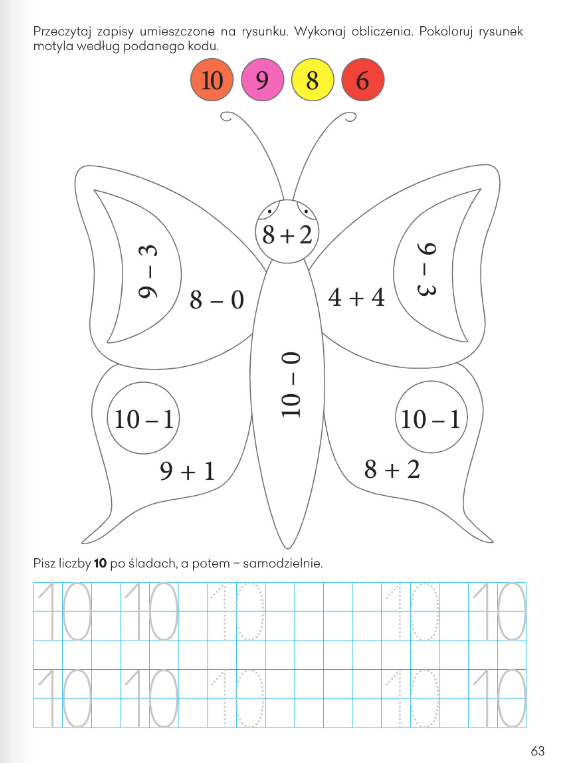 Przeczytaj zapisy umieszczone na rysunku. Wykonaj obliczenia. Pokoloruj rysunek
motyla według podanego kodu.
10 9 8 6
8 + 2
9 – 3
9 – 3
8 – 0
4 + 4
10 – 0
10 – 1
10 – 1
9 + 1
8 + 2
Pisz liczby 10 po śladach, a potem – samodzielnie.
10 10 10 10 10
10 10 10 10 10
63